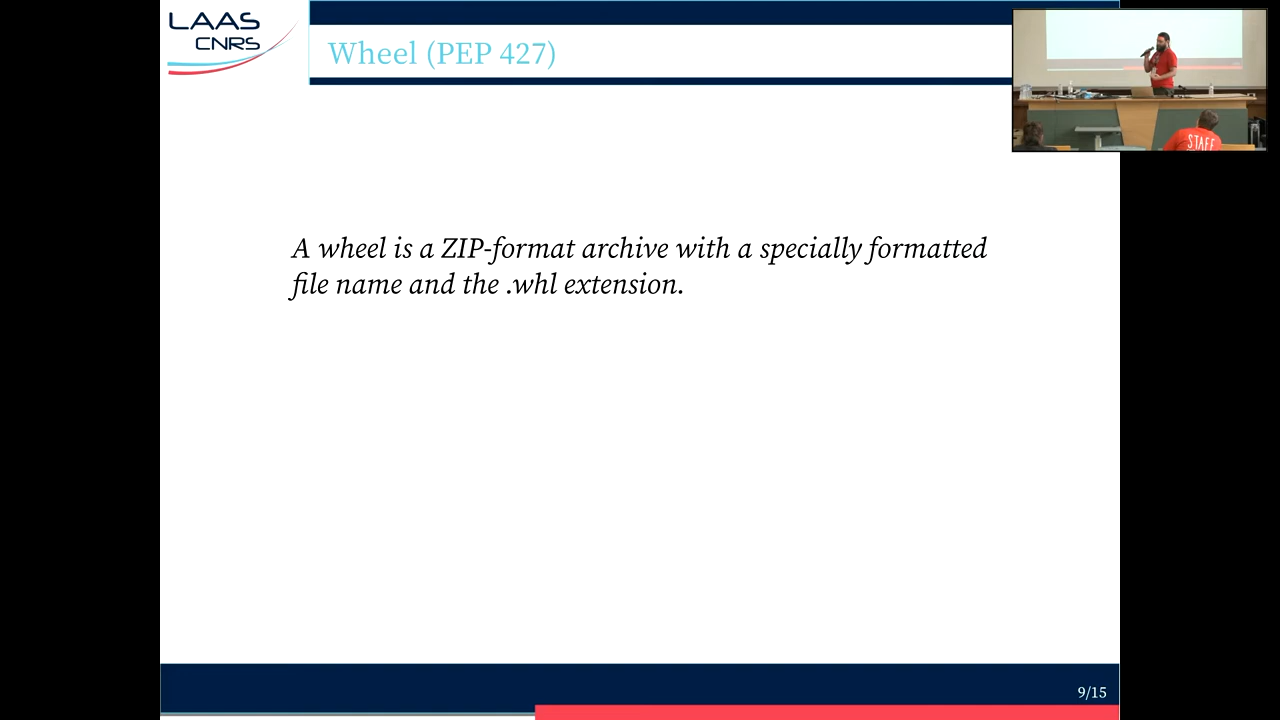 LAAS
CNRS
Wheel (PEP 427)
STAFF
A wheel is a ZIP-format archive with a specially formatted
file name and the .whl extension.
9/15